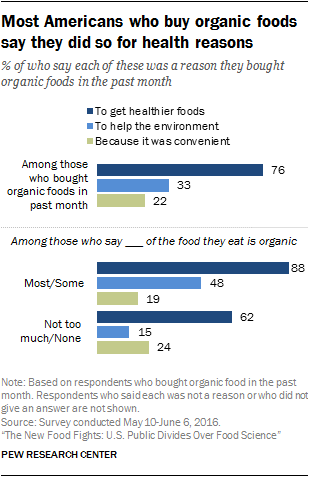 Most Americans who buy organic foods
say they did so for health reasons
% of who say each of these was a reason they bought
organic foods in the past month
To get healthier foods
To help the environment
Because it was convenient
Among those
who bought
organic foods in
past month
76
33
22
Among those who say ___ of the food they eat is organic
Most/Some
88
48
19
Not too
much/None
62
15
24
Note: Based on respondents who bought organic food in the past
month. Respondents who said each was not a reason or who did not
give an answer are not shown.
Source: Survey conducted May 10-June 6, 2016.
“The New Food Fights: U.S. Public Divides Over Food Science”
PEW RESEARCH CENTER